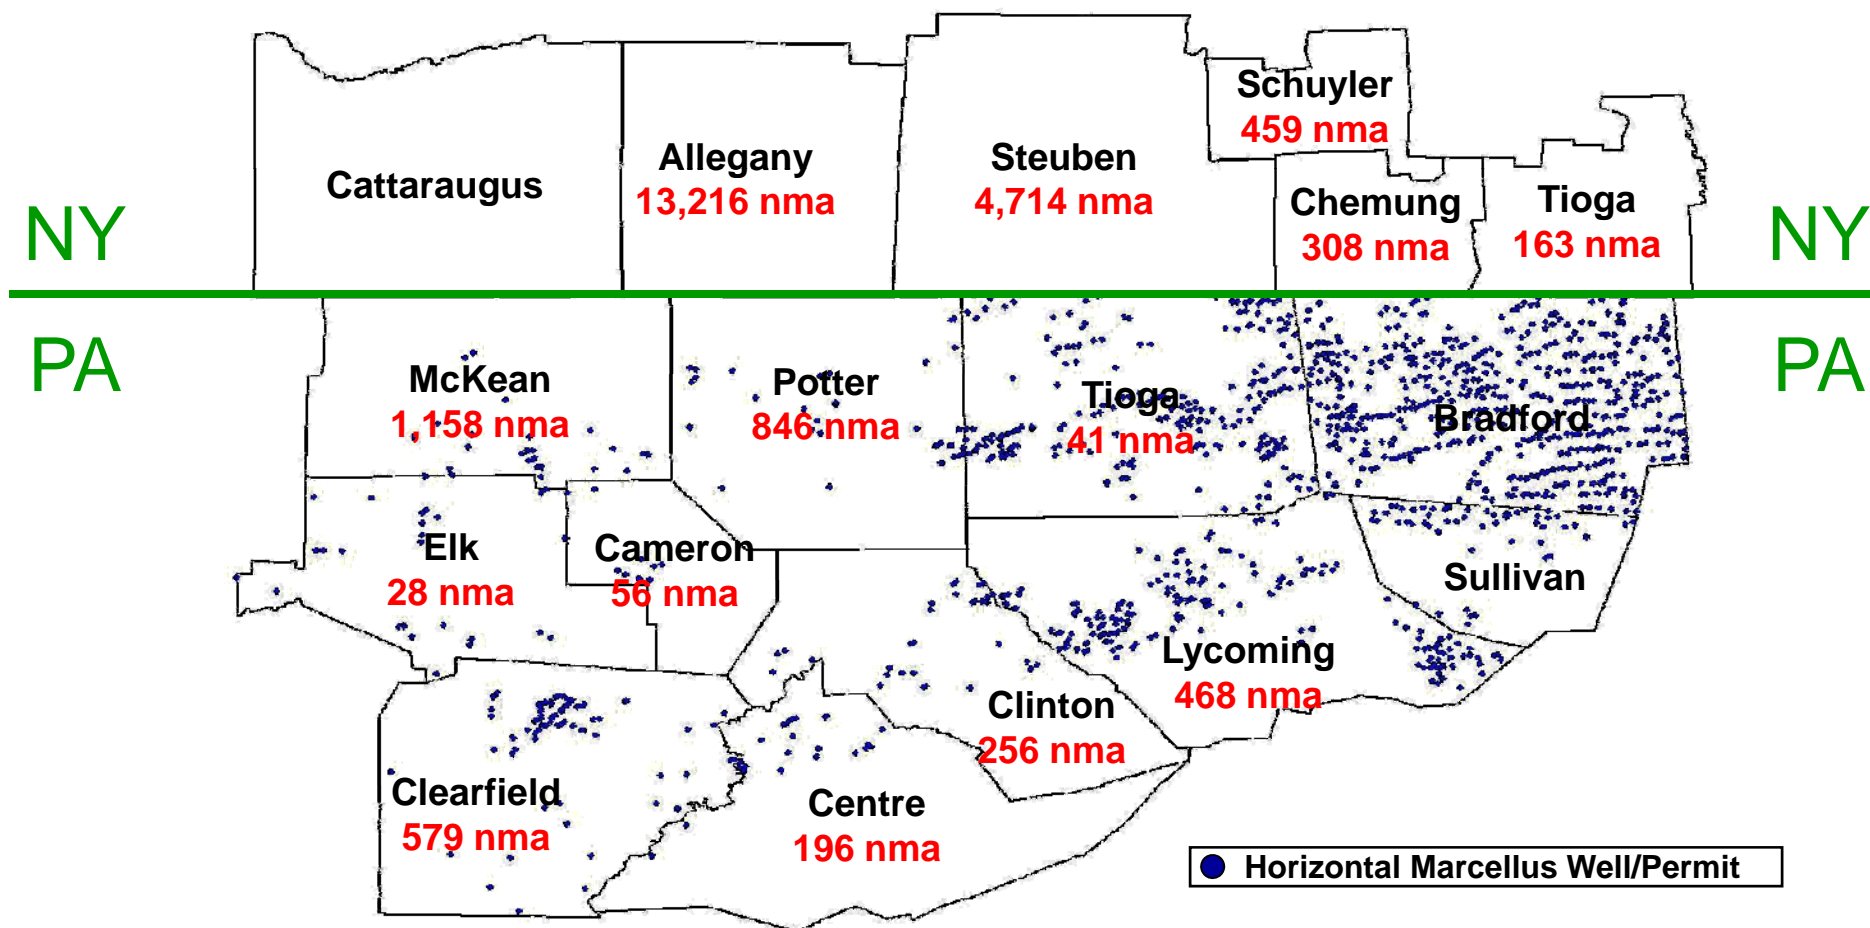 Schuyler
459 nma
Allegany
13,216 nma
Steuben
4,714 nma
Cattaraugus
Chemung
308 nma
Tioga
163 nma
NY
NY
PA
PA
McKean
1,158 nma
Potter
846 nma
Tioga
41 nma
Bradford
Elk
28 nma
Cameron
56 nma
Sullivan
Lycoming
468 nma
Clinton
256 nma
Clearfield
579 nma
Centre
196 nma
Horizontal Marcellus Well/Permit